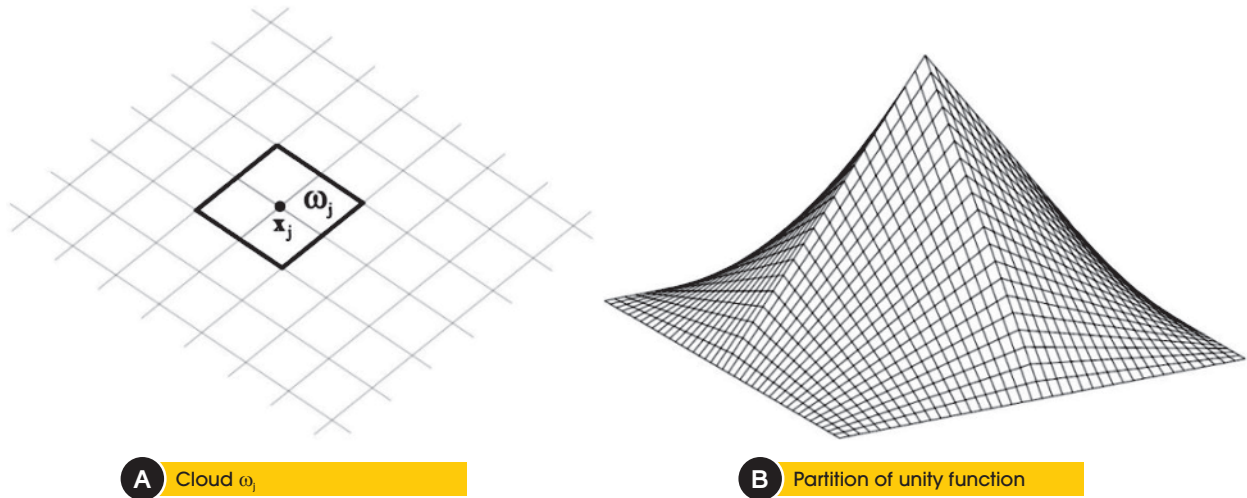 ω_j
x_j
A Cloud ω_j
B Partition of unity function